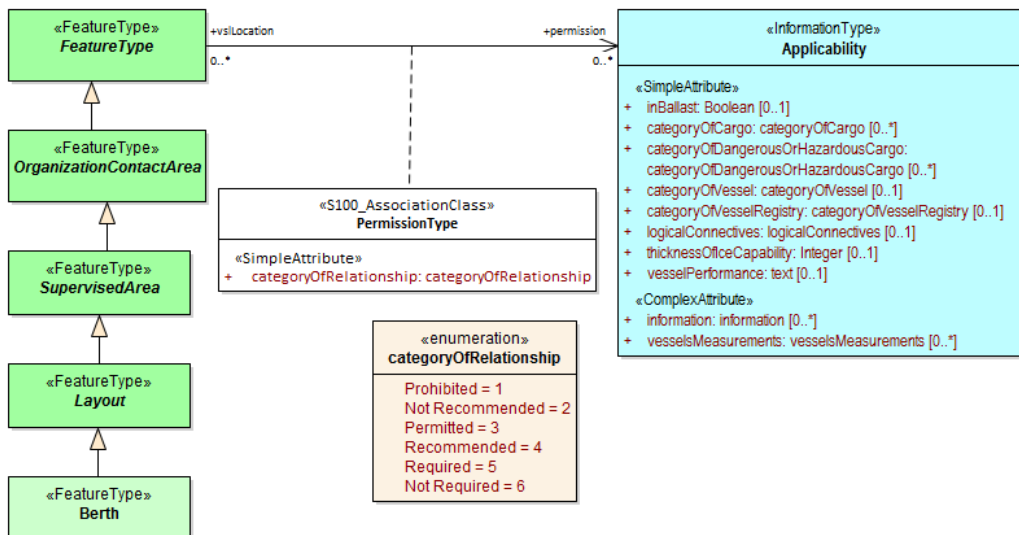 «FeatureType»
FeatureType
+vslLocation
0..*
+permission
0..*
«InformationType»
Applicability
«SimpleAttribute»
+ inBallast: Boolean [0..1]
+ categoryOfCargo: categoryOfCargo [0..*]
+ categoryOfDangerousOrHazardousCargo:
categoryOfDangerousOrHazardousCargo [0..*]
+ categoryOfVessel: categoryOfVessel [0..1]
+ categoryOfVesselRegistry: categoryOfVesselRegistry [0..1]
+ logicalConnectives: logicalConnectives [0..1]
+ thicknessOfIceCapability: Integer [0..1]
+ vesselPerformance: text [0..1]
«ComplexAttribute»
+ information: information [0..*]
+ vesselsMeasurements: vesselsMeasurements [0..*]
«FeatureType»
OrganizationContactArea
«S100_AssociationClass»
PermissionType
«SimpleAttribute»
+ categoryOfRelationship: categoryOfRelationship
«FeatureType»
SupervisedArea
«enumeration»
categoryOfRelationship
Prohibited = 1
Not Recommended = 2
Permitted = 3
Recommended = 4
Required = 5
Not Required = 6
«FeatureType»
Layout
«FeatureType»
Berth